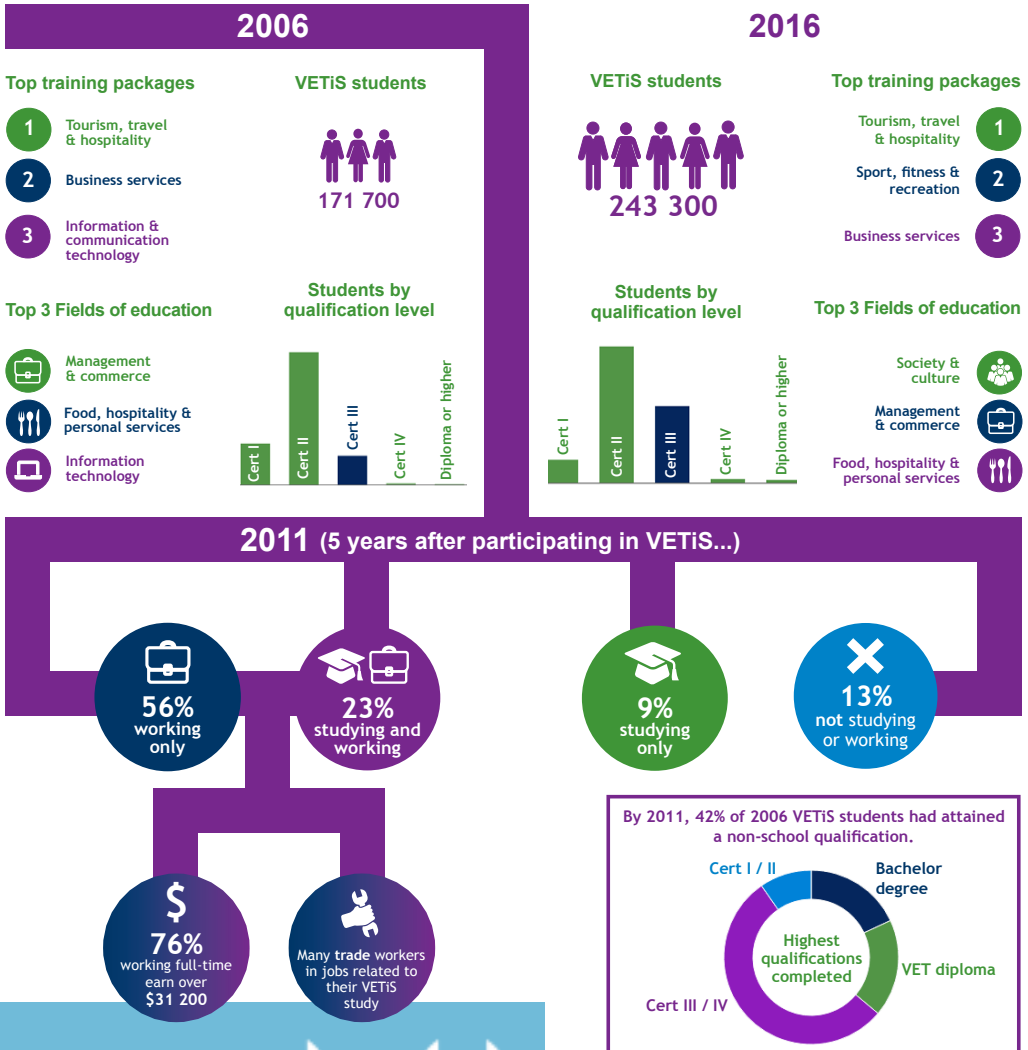 2006
Top training packages
1
Tourism, travel
& hospitality
2
Business services
3
Information &
communication
technology
VETiS students
171 700
Top 3 Fields of education
Management
& commerce
Food, hospitality &
personal services
Information
technology
Students by
qualification level
Cert I
Cert II
Cert III
Cert IV
Diploma or higher
2016
VETiS students
243 300
Top training packages
Tourism, travel
& hospitality
1
Sport, fitness &
recreation
2
Business services
3
Students by
qualification level
Cert I
Cert II
Cert III
Cert IV
Diploma or higher
Top 3 Fields of education
Society &
culture
Management
& commerce
Food, hospitality &
personal services
2011 (5 years after participating in VETiS...)
56%
working
only
23%
studying and
working
9%
studying
only
13%
not studying
or working
$
76%
working full-time
earn over
$31 200
Many trade workers
in jobs related to
their VETiS
study
By 2011, 42% of 2006 VETiS students had attained
a non-school qualification.
Cert I / II
Bachelor
degree
Highest
qualifications
completed
VET diploma
Cert III / IV